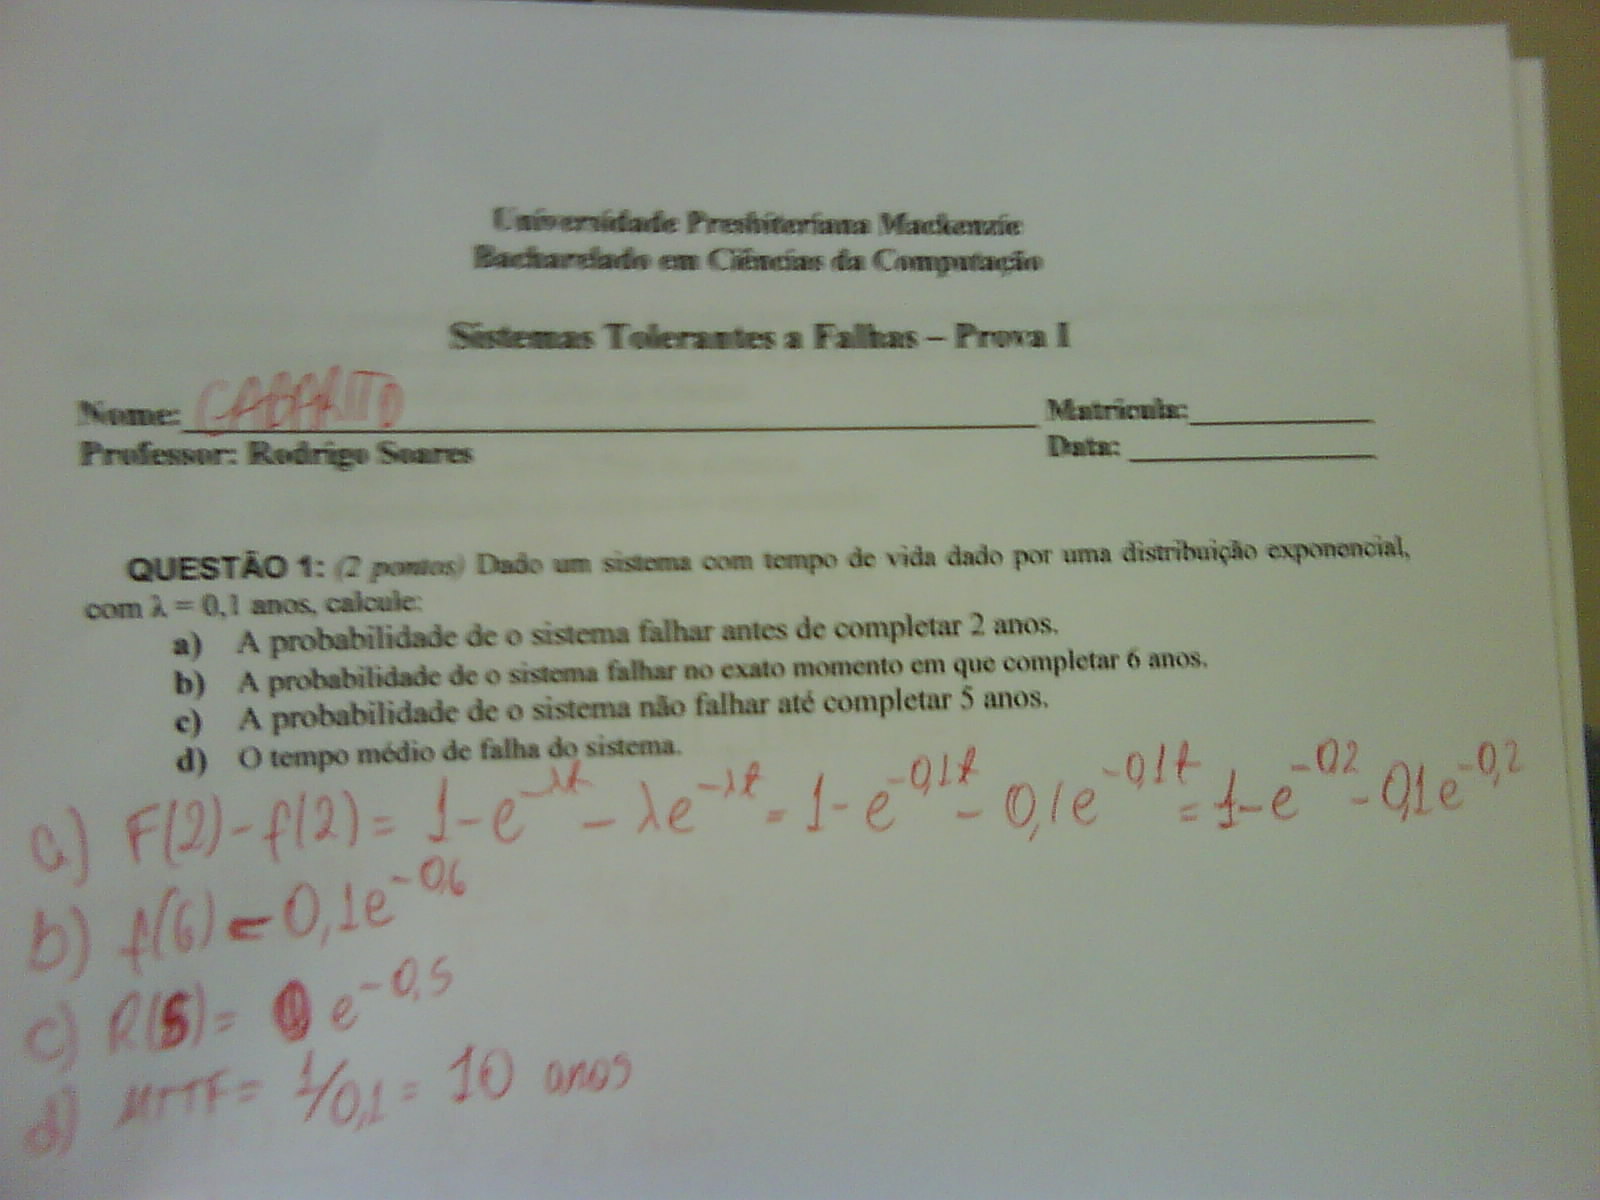 Universidade Presbiteriana Mackenzie
Bacharelado em Ciências da Computação
Sistemas Tolerantes a Falhas – Prova I
Nome: GABARITO Matrícula:
Professor: Rodrigo Soares Data:
QUESTÃO 1: (2 pontos) Dado um sistema com tempo de vida dado por uma distribuição exponencial,
com λ = 0,1 anos, calcule:
a) A probabilidade de o sistema falhar antes de completar 2 anos.
b) A probabilidade de o sistema falhar no exato momento em que completar 6 anos.
c) A probabilidade de o sistema não falhar até completar 5 anos.
d) O tempo médio de falha do sistema.
a) F(2) - f(2) = 1 - e^-λt - λe^-λt = 1 - e^-0,1t - 0,1e^-0,1t = 1 - e^-0,2 - 0,1e^-0,2
b) f(6) = 0,1e^-0,6
c) R(5) = e^-0,5
d) MTTF = 1/0,1 = 10 anos